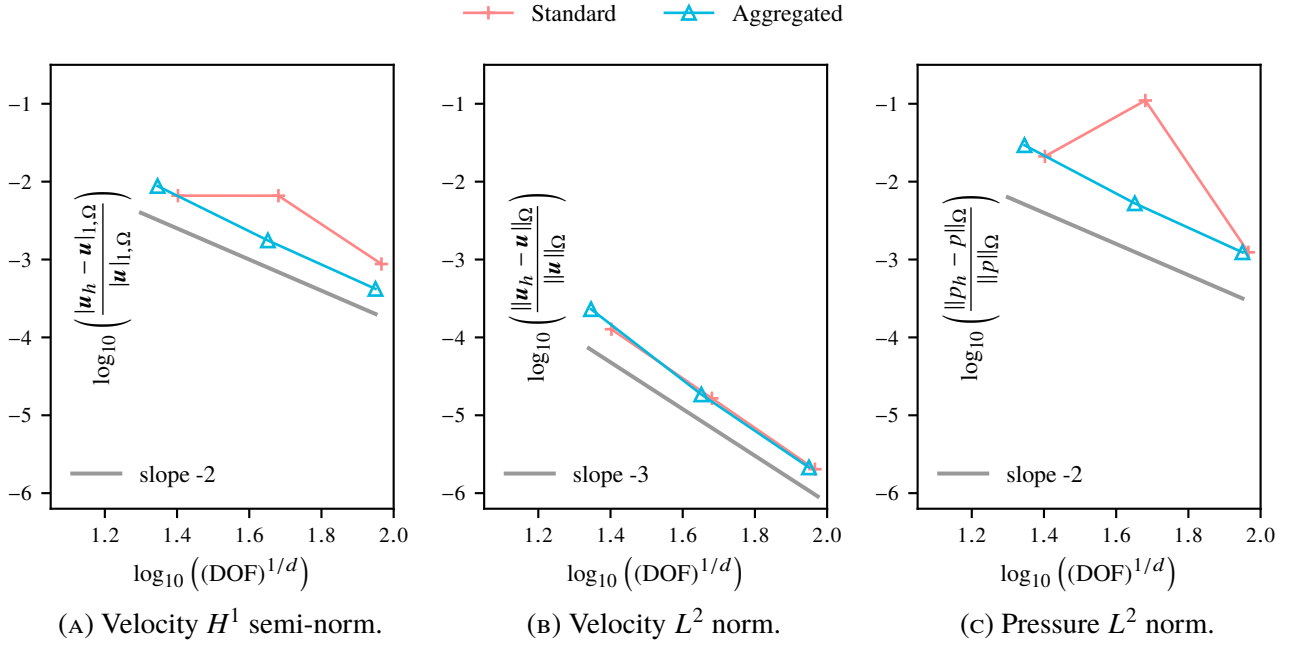 Standard Aggregated
−1
−2
−3
−4
−5
−6
log₁₀ ( |𝒖ₕ − 𝒖|₁,Ω / |𝒖|₁,Ω )
slope -2
1.2 1.4 1.6 1.8 2.0
log₁₀ ((DOF)^{1/d})
(A) Velocity H¹ semi-norm.
−1
−2
−3
−4
−5
−6
log₁₀ ( ‖𝒖ₕ − 𝒖‖Ω / ‖𝒖‖Ω )
slope -3
1.2 1.4 1.6 1.8 2.0
log₁₀ ((DOF)^{1/d})
(B) Velocity L² norm.
−1
−2
−3
−4
−5
−6
log₁₀ ( ‖pₕ − p‖Ω / ‖p‖Ω )
slope -2
1.2 1.4 1.6 1.8 2.0
log₁₀ ((DOF)^{1/d})
(C) Pressure L² norm.